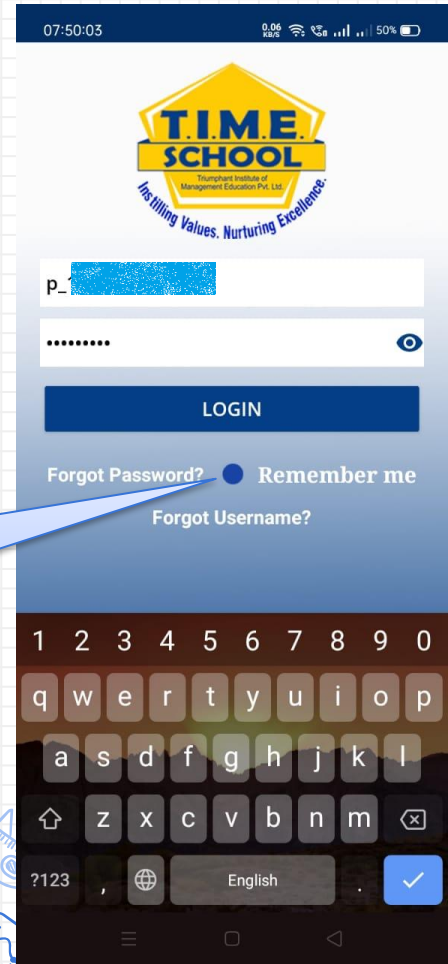 07:50:03 0.06 KB/S 50%
T.I.M.E.
SCHOOL
Triumphant Institute of
Management Education Pvt. Ltd.
Instilling Values. Nurturing Excellence.
p_
•••••••••
LOGIN
Forgot Password? Remember me
Forgot Username?
1 2 3 4 5 6 7 8 9 0
q w e r t y u i o p
a s d f g h j k l
z x c v b n m
?123 , English .